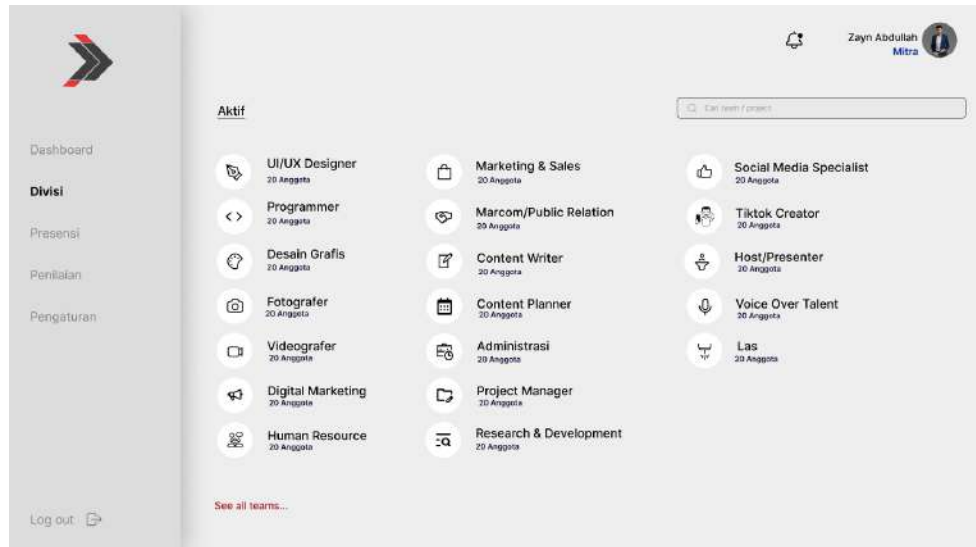 Zayn Abdullah
Mitra
Aktif
Cari team / project
Dashboard
Divisi
Presensi
Penilaian
Pengaturan
Log out
UI/UX Designer
20 Anggota
Programmer
20 Anggota
Desain Grafis
20 Anggota
Fotografer
20 Anggota
Videografer
20 Anggota
Digital Marketing
20 Anggota
Human Resource
20 Anggota
Marketing & Sales
20 Anggota
Marcom/Public Relation
20 Anggota
Content Writer
20 Anggota
Content Planner
20 Anggota
Administrasi
20 Anggota
Project Manager
20 Anggota
Research & Development
20 Anggota
Social Media Specialist
20 Anggota
Tiktok Creator
20 Anggota
Host/Presenter
20 Anggota
Voice Over Talent
20 Anggota
Las
20 Anggota
See all teams...